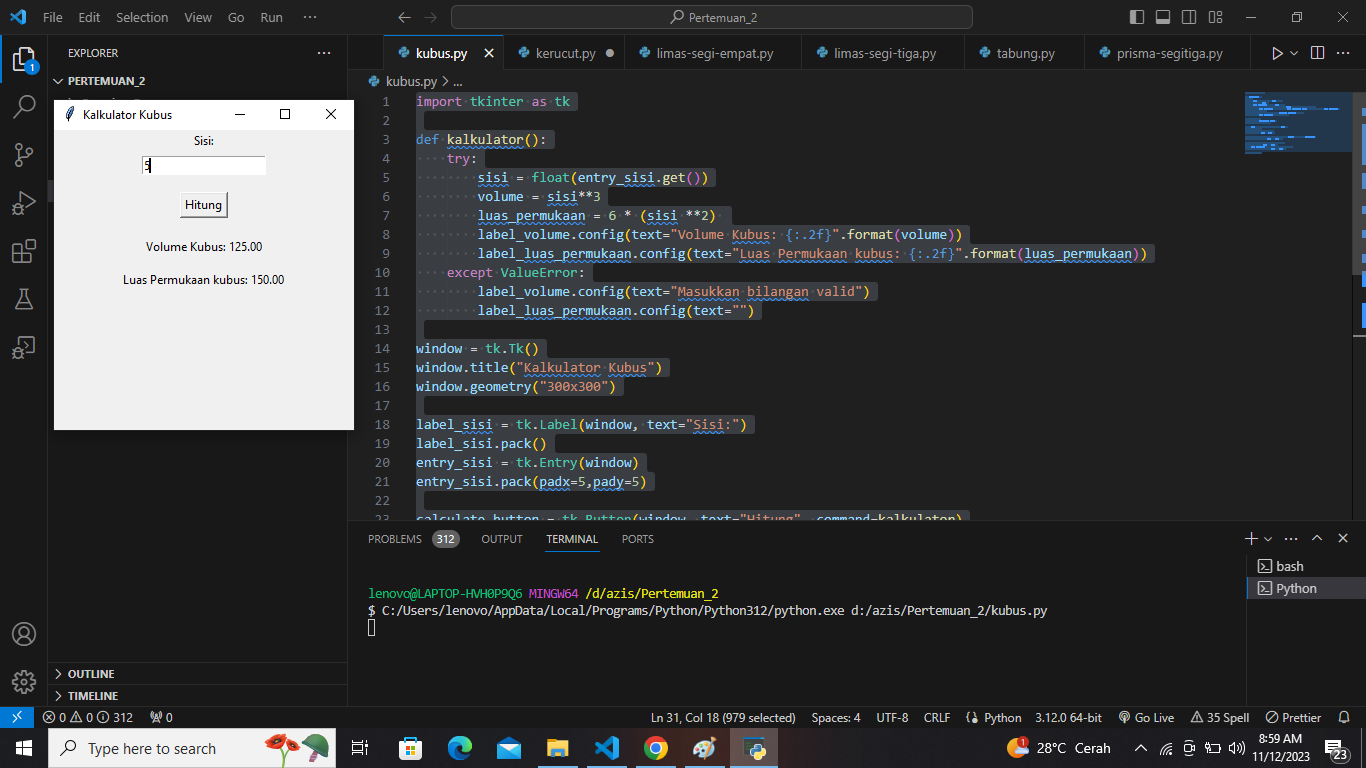 File Edit Selection View Go Run ··· Pertemuan_2
EXPLORER ···
PERTEMUAN_2
1
kubus.py kerucut.py limas-segi-empat.py limas-segi-tiga.py tabung.py prisma-segitiga.py ···
kubus.py > ...
Kalkulator Kubus
Sisi:
5
Hitung
Volume Kubus: 125.00
Luas Permukaan kubus: 150.00
1 import tkinter as tk
2
3 def kalkulator():
4     try:
5         sisi = float(entry_sisi.get())
6         volume = sisi**3
7         luas_permukaan = 6 * (sisi **2)
8         label_volume.config(text="Volume Kubus: {:.2f}".format(volume))
9         label_luas_permukaan.config(text="Luas Permukaan kubus: {:.2f}".format(luas_permukaan))
10     except ValueError:
11         label_volume.config(text="Masukkan bilangan valid")
12         label_luas_permukaan.config(text="")
13
14 window = tk.Tk()
15 window.title("Kalkulator Kubus")
16 window.geometry("300x300")
17
18 label_sisi = tk.Label(window, text="Sisi:")
19 label_sisi.pack()
20 entry_sisi = tk.Entry(window)
21 entry_sisi.pack(padx=5,pady=5)
22
23 calculate_button = tk.Button(window, text="Hitung", command=kalkulator)
PROBLEMS 312 OUTPUT TERMINAL PORTS
bash
Python
lenovo@LAPTOP-HVH0P9Q6 MINGW64 /d/azis/Pertemuan_2
$ C:/Users/lenovo/AppData/Local/Programs/Python/Python312/python.exe d:/azis/Pertemuan_2/kubus.py
OUTLINE
TIMELINE
0 0 312 0 Ln 31, Col 18 (979 selected) Spaces: 4 UTF-8 CRLF Python 3.12.0 64-bit Go Live 35 Spell Prettier
Type here to search 1 28°C Cerah 8:59 AM
11/12/2023 23